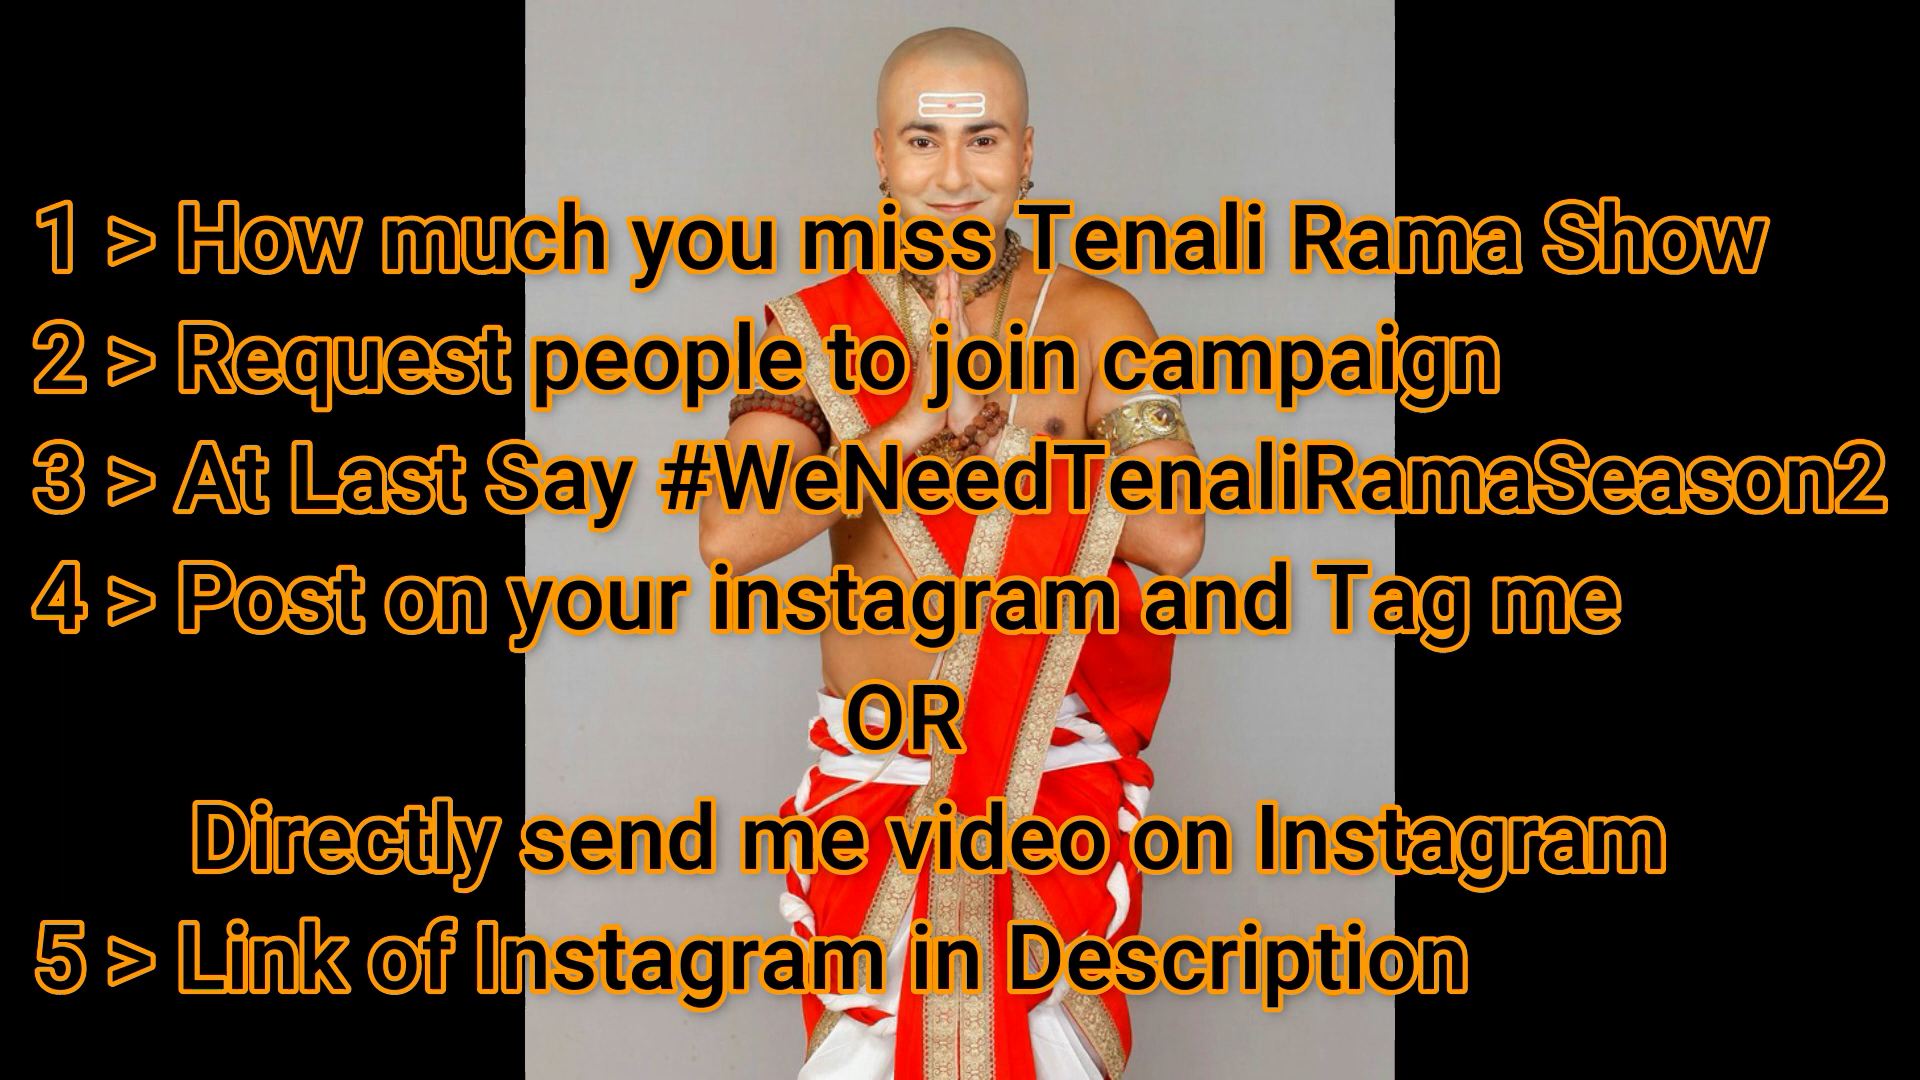 1 > How much you miss Tenali Rama Show
2 > Request people to join campaign
3 > At Last Say #WeNeedTenaliRamaSeason2
4 > Post on your instagram and Tag me
OR
Directly send me video on Instagram
5 > Link of Instagram in Description